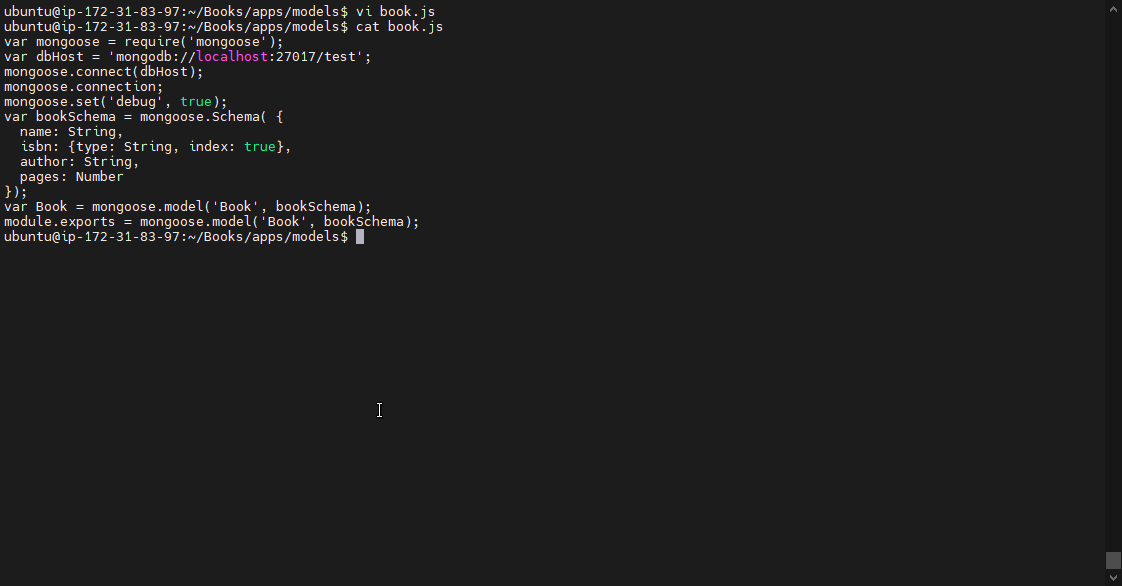 ubuntu@ip-172-31-83-97:~/Books/apps/models$ vi book.js
ubuntu@ip-172-31-83-97:~/Books/apps/models$ cat book.js
var mongoose = require('mongoose');
var dbHost = 'mongodb://localhost:27017/test';
mongoose.connect(dbHost);
mongoose.connection;
mongoose.set('debug', true);
var bookSchema = mongoose.Schema( {
  name: String,
  isbn: {type: String, index: true},
  author: String,
  pages: Number
});
var Book = mongoose.model('Book', bookSchema);
module.exports = mongoose.model('Book', bookSchema);
ubuntu@ip-172-31-83-97:~/Books/apps/models$